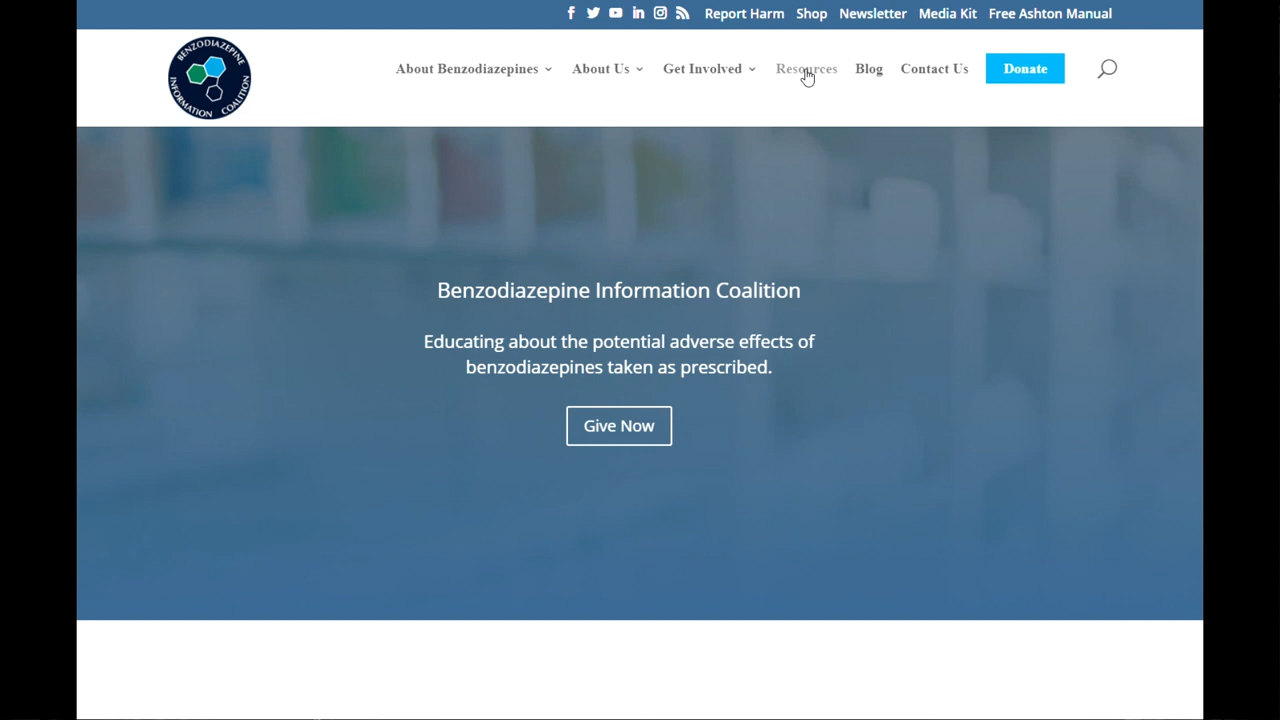 Report Harm Shop Newsletter Media Kit Free Ashton Manual
BENZODIAZEPINE
INFORMATION COALITION
About Benzodiazepines About Us Get Involved Resources Blog Contact Us Donate
Benzodiazepine Information Coalition
Educating about the potential adverse effects of
benzodiazepines taken as prescribed.
Give Now